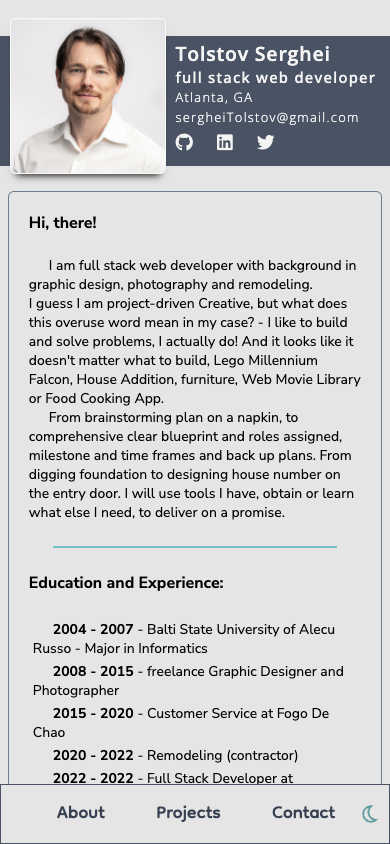 Tolstov Serghei
full stack web developer
Atlanta, GA
sergheiTolstov@gmail.com
Hi, there!
I am full stack web developer with background in
graphic design, photography and remodeling.
I guess I am project-driven Creative, but what does
this overuse word mean in my case? - I like to build
and solve problems, I actually do! And it looks like it
doesn't matter what to build, Lego Millennium
Falcon, House Addition, furniture, Web Movie Library
or Food Cooking App.
From brainstorming plan on a napkin, to
comprehensive clear blueprint and roles assigned,
milestone and time frames and back up plans. From
digging foundation to designing house number on
the entry door. I will use tools I have, obtain or learn
what else I need, to deliver on a promise.
Education and Experience:
2004 - 2007 - Balti State University of Alecu
Russo - Major in Informatics
2008 - 2015 - freelance Graphic Designer and
Photographer
2015 - 2020 - Customer Service at Fogo De
Chao
2020 - 2022 - Remodeling (contractor)
2022 - 2022 - Full Stack Developer at
About Projects Contact